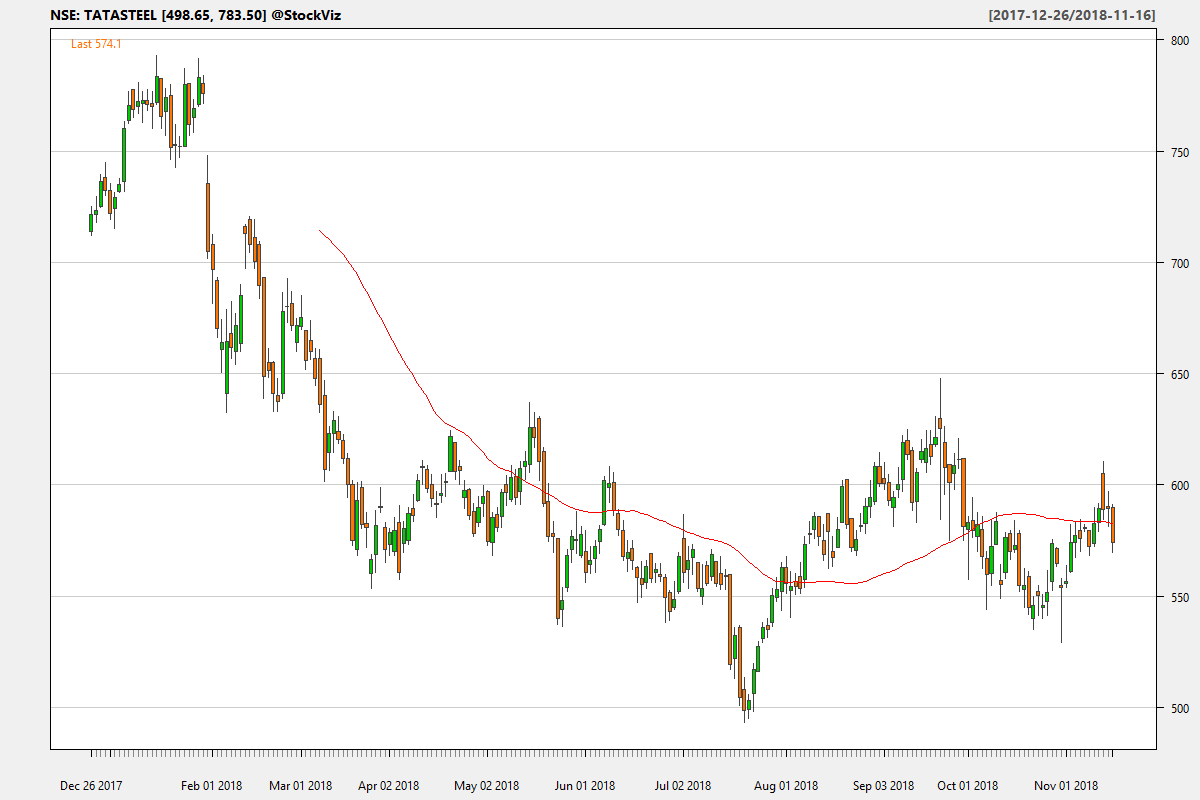 NSE: TATASTEEL [498.65, 783.50] @StockViz
[2017-12-26/2018-11-16]
Last 574.1
800
750
700
650
600
550
500
Dec 26 2017
Feb 01 2018
Mar 01 2018
Apr 02 2018
May 02 2018
Jun 01 2018
Jul 02 2018
Aug 01 2018
Sep 03 2018
Oct 01 2018
Nov 01 2018